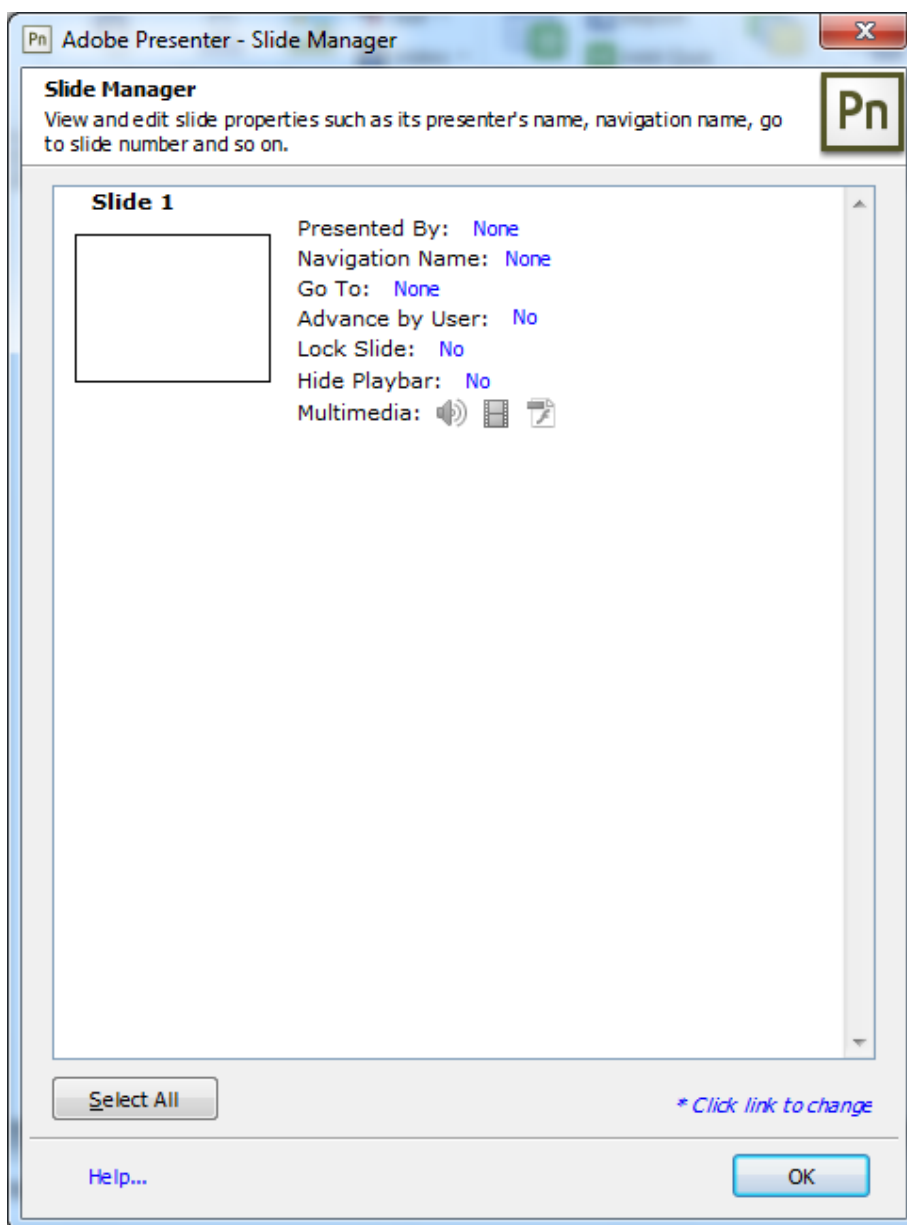 Pn Adobe Presenter - Slide Manager
Slide Manager
View and edit slide properties such as its presenter's name, navigation name, go
to slide number and so on.
Pn
Slide 1
Presented By: None
Navigation Name: None
Go To: None
Advance by User: No
Lock Slide: No
Hide Playbar: No
Multimedia:
Select All
* Click link to change
Help...
OK